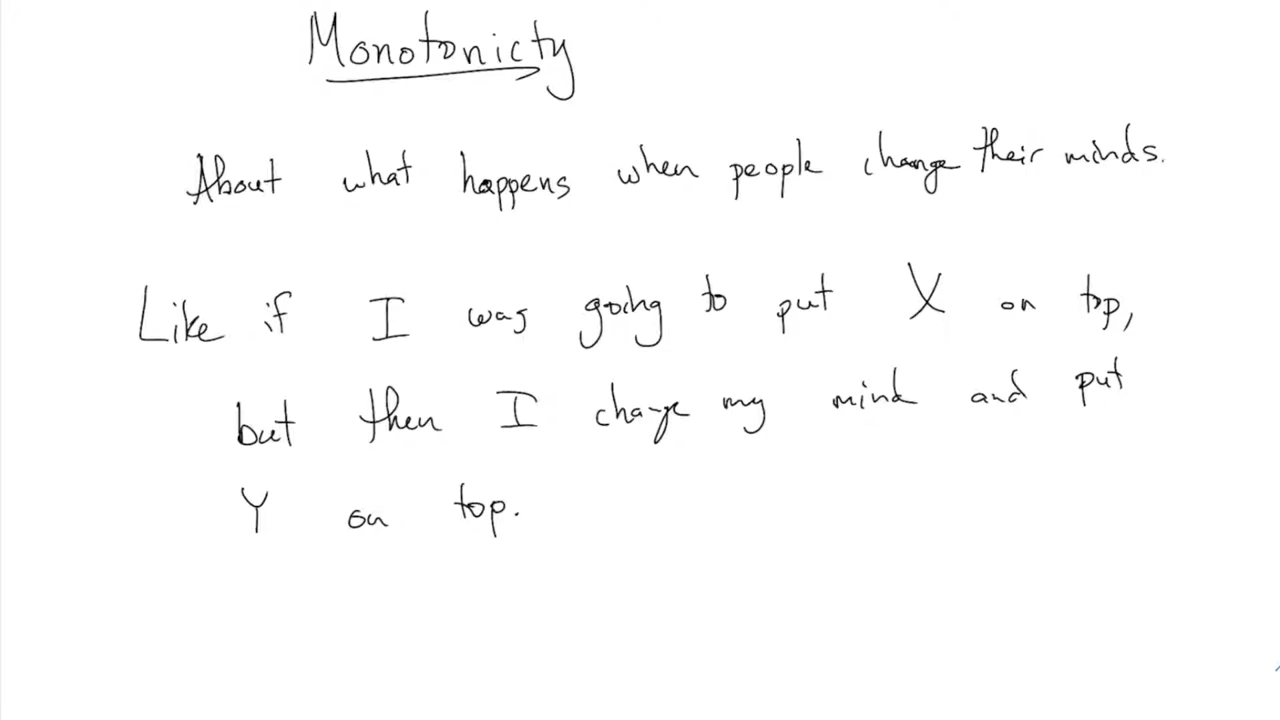 Monotonicty
About what happens when people change their minds.
Like if I was going to put X on top,
but then I change my mind and put
Y on top.